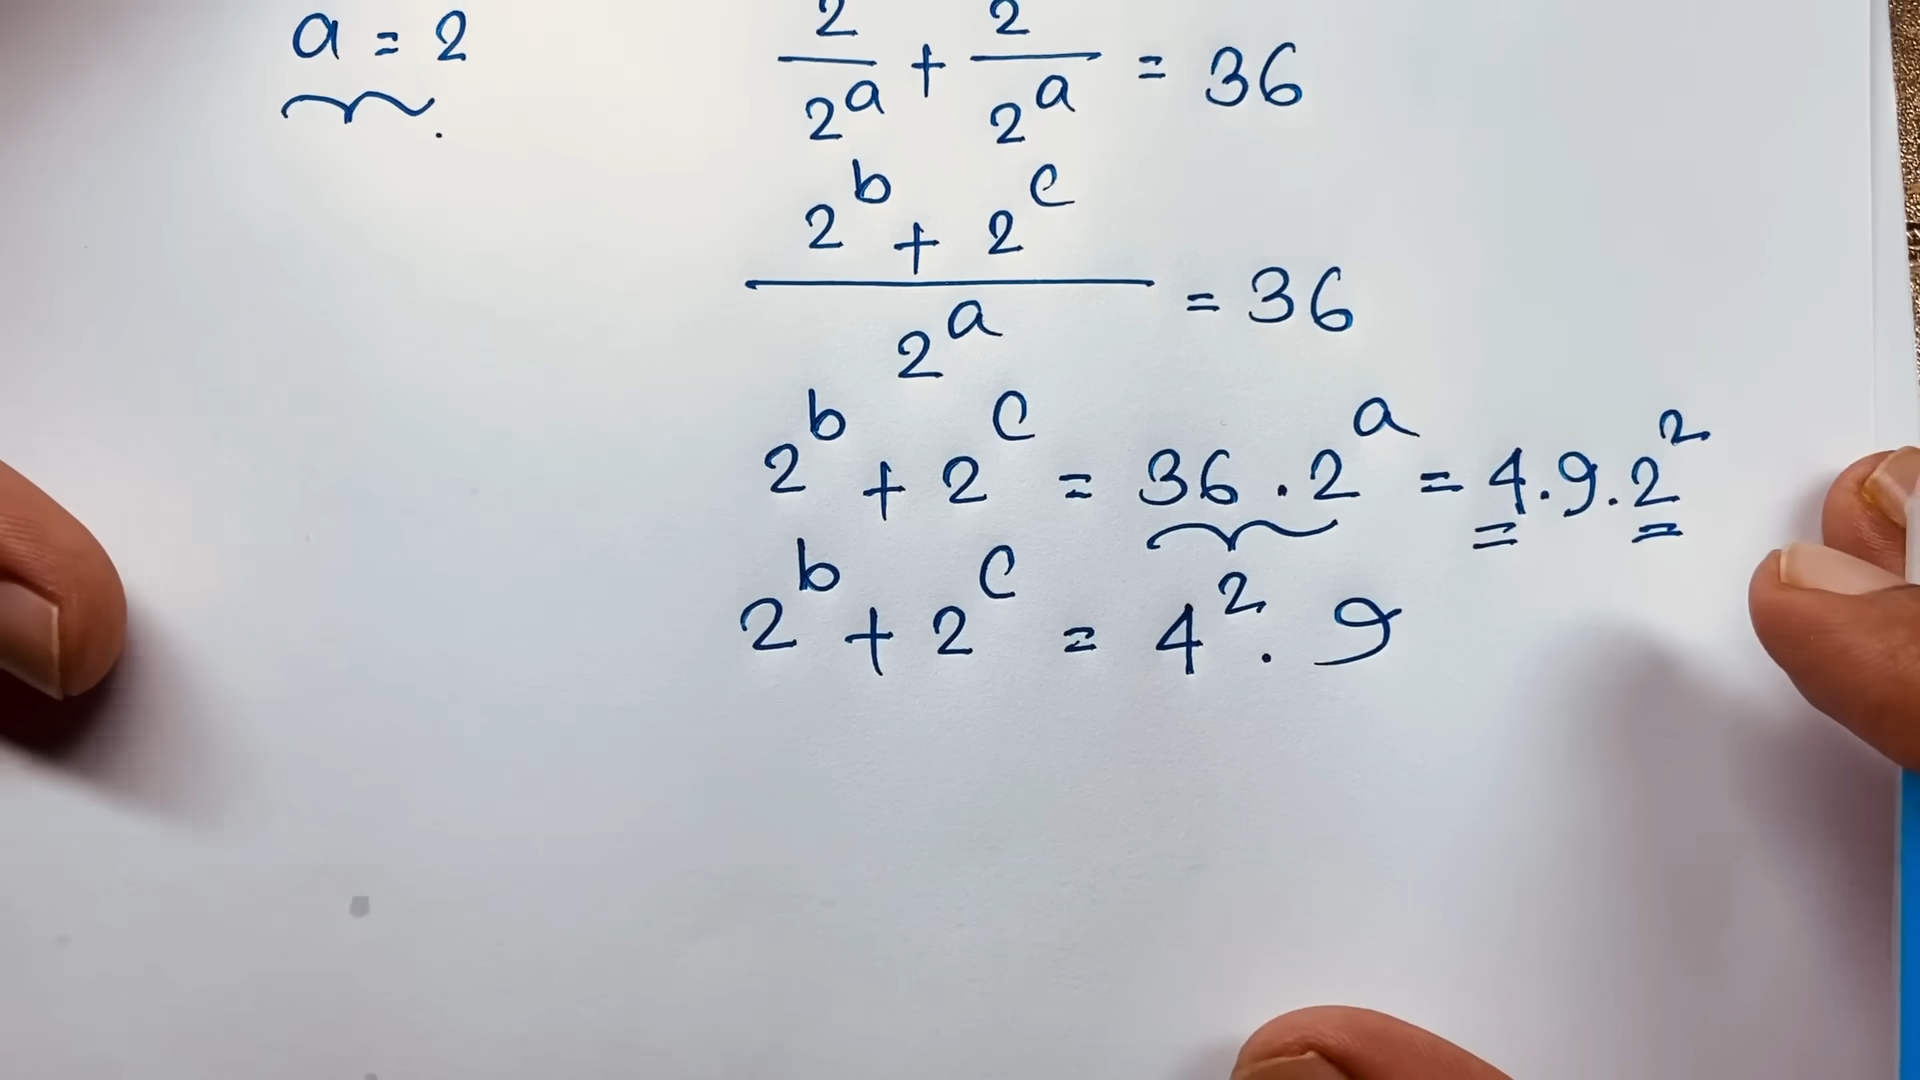 a = 2
2/2^a + 2/2^a = 36
(2^b + 2^c)/2^a = 36
2^b + 2^c = 36 . 2^a = 4 . 9 . 2^2
2^b + 2^c = 4^2 . 9